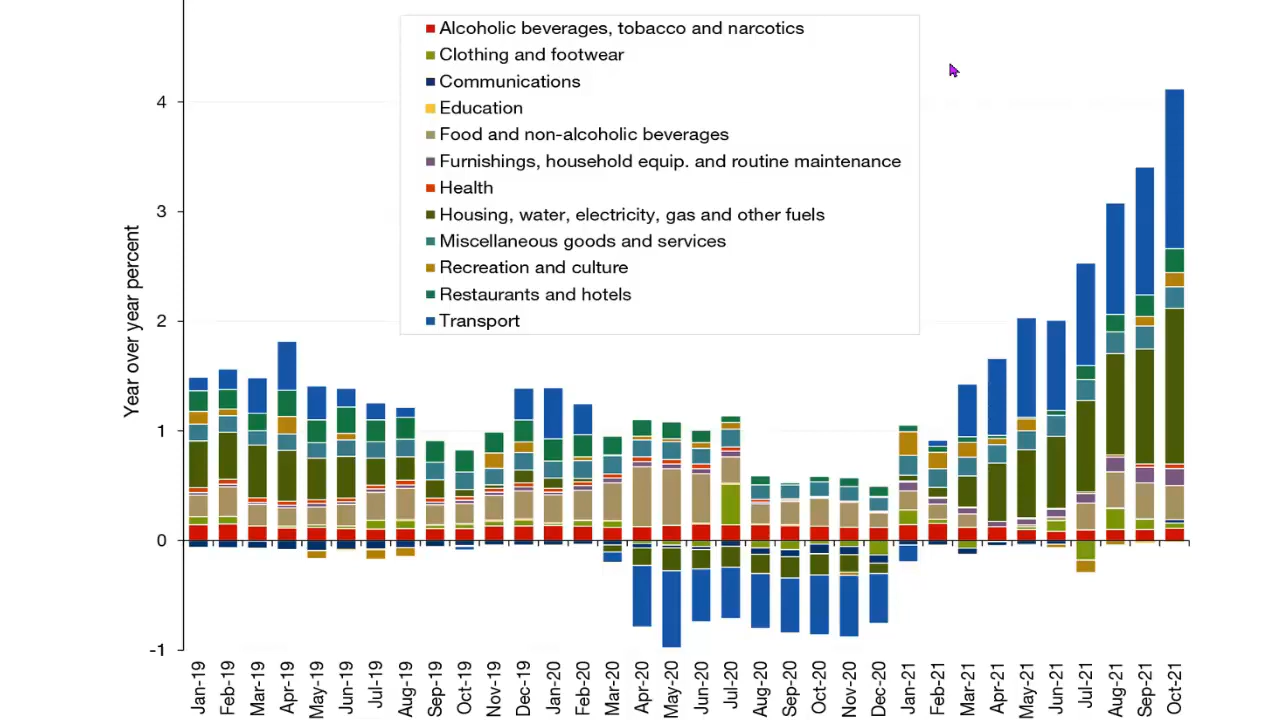 Alcoholic beverages, tobacco and narcotics
Clothing and footwear
Communications
Education
Food and non-alcoholic beverages
Furnishings, household equip. and routine maintenance
Health
Housing, water, electricity, gas and other fuels
Miscellaneous goods and services
Recreation and culture
Restaurants and hotels
Transport
Year over year percent
4
3
2
1
0
-1
Jan-19
Feb-19
Mar-19
Apr-19
May-19
Jun-19
Jul-19
Aug-19
Sep-19
Oct-19
Nov-19
Dec-19
Jan-20
Feb-20
Mar-20
Apr-20
May-20
Jun-20
Jul-20
Aug-20
Sep-20
Oct-20
Nov-20
Dec-20
Jan-21
Feb-21
Mar-21
Apr-21
May-21
Jun-21
Jul-21
Aug-21
Sep-21
Oct-21